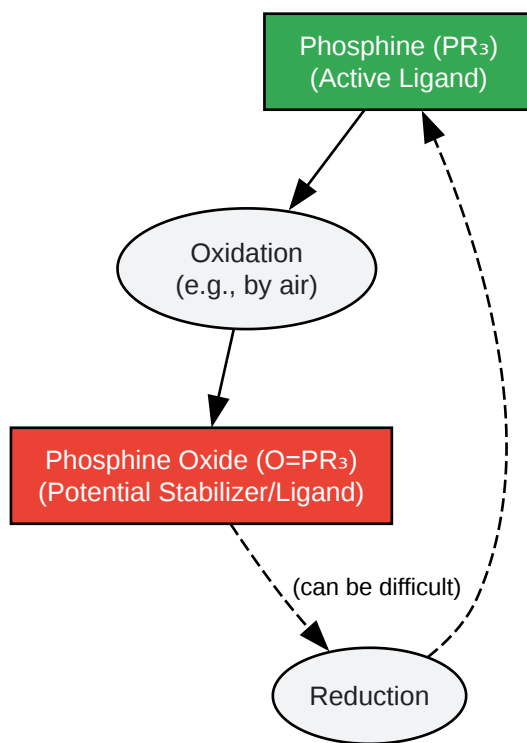 Phosphine (PR₃)
(Active Ligand)
Oxidation
(e.g., by air)
Phosphine Oxide (O=PR₃)
(Potential Stabilizer/Ligand)
(can be difficult)
Reduction